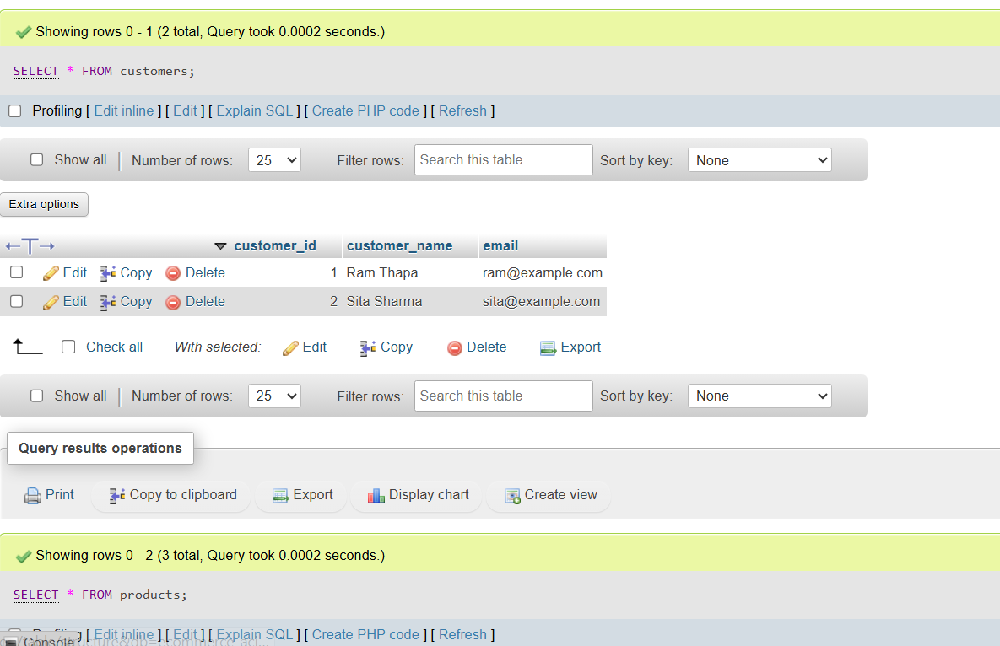 Showing rows 0 - 1 (2 total, Query took 0.0002 seconds.)
SELECT * FROM customers;
Profiling [ Edit inline ] [ Edit ] [ Explain SQL ] [ Create PHP code ] [ Refresh ]
Show all Number of rows: 25 Filter rows: Search this table Sort by key: None
Extra options
customer_id customer_name email
Edit Copy Delete 1 Ram Thapa ram@example.com
Edit Copy Delete 2 Sita Sharma sita@example.com
Check all With selected: Edit Copy Delete Export
Show all Number of rows: 25 Filter rows: Search this table Sort by key: None
Query results operations
Print Copy to clipboard Export Display chart Create view
Showing rows 0 - 2 (3 total, Query took 0.0002 seconds.)
SELECT * FROM products;
Profiling [ Edit inline ] [ Edit ] [ Explain SQL ] [ Create PHP code ] [ Refresh ]
Console